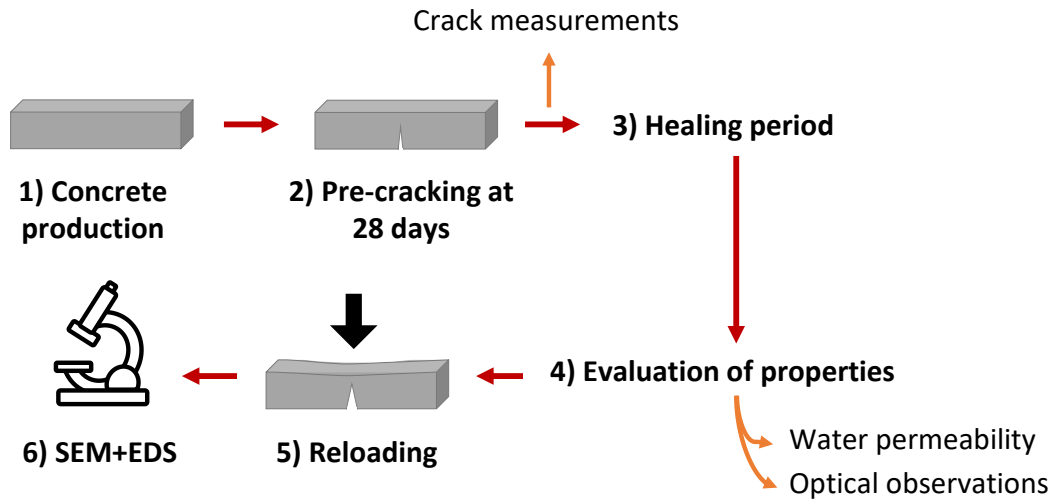 Crack measurements
1) Concrete
production
2) Pre-cracking at
28 days
3) Healing period
4) Evaluation of properties
Water permeability
Optical observations
5) Reloading
6) SEM+EDS